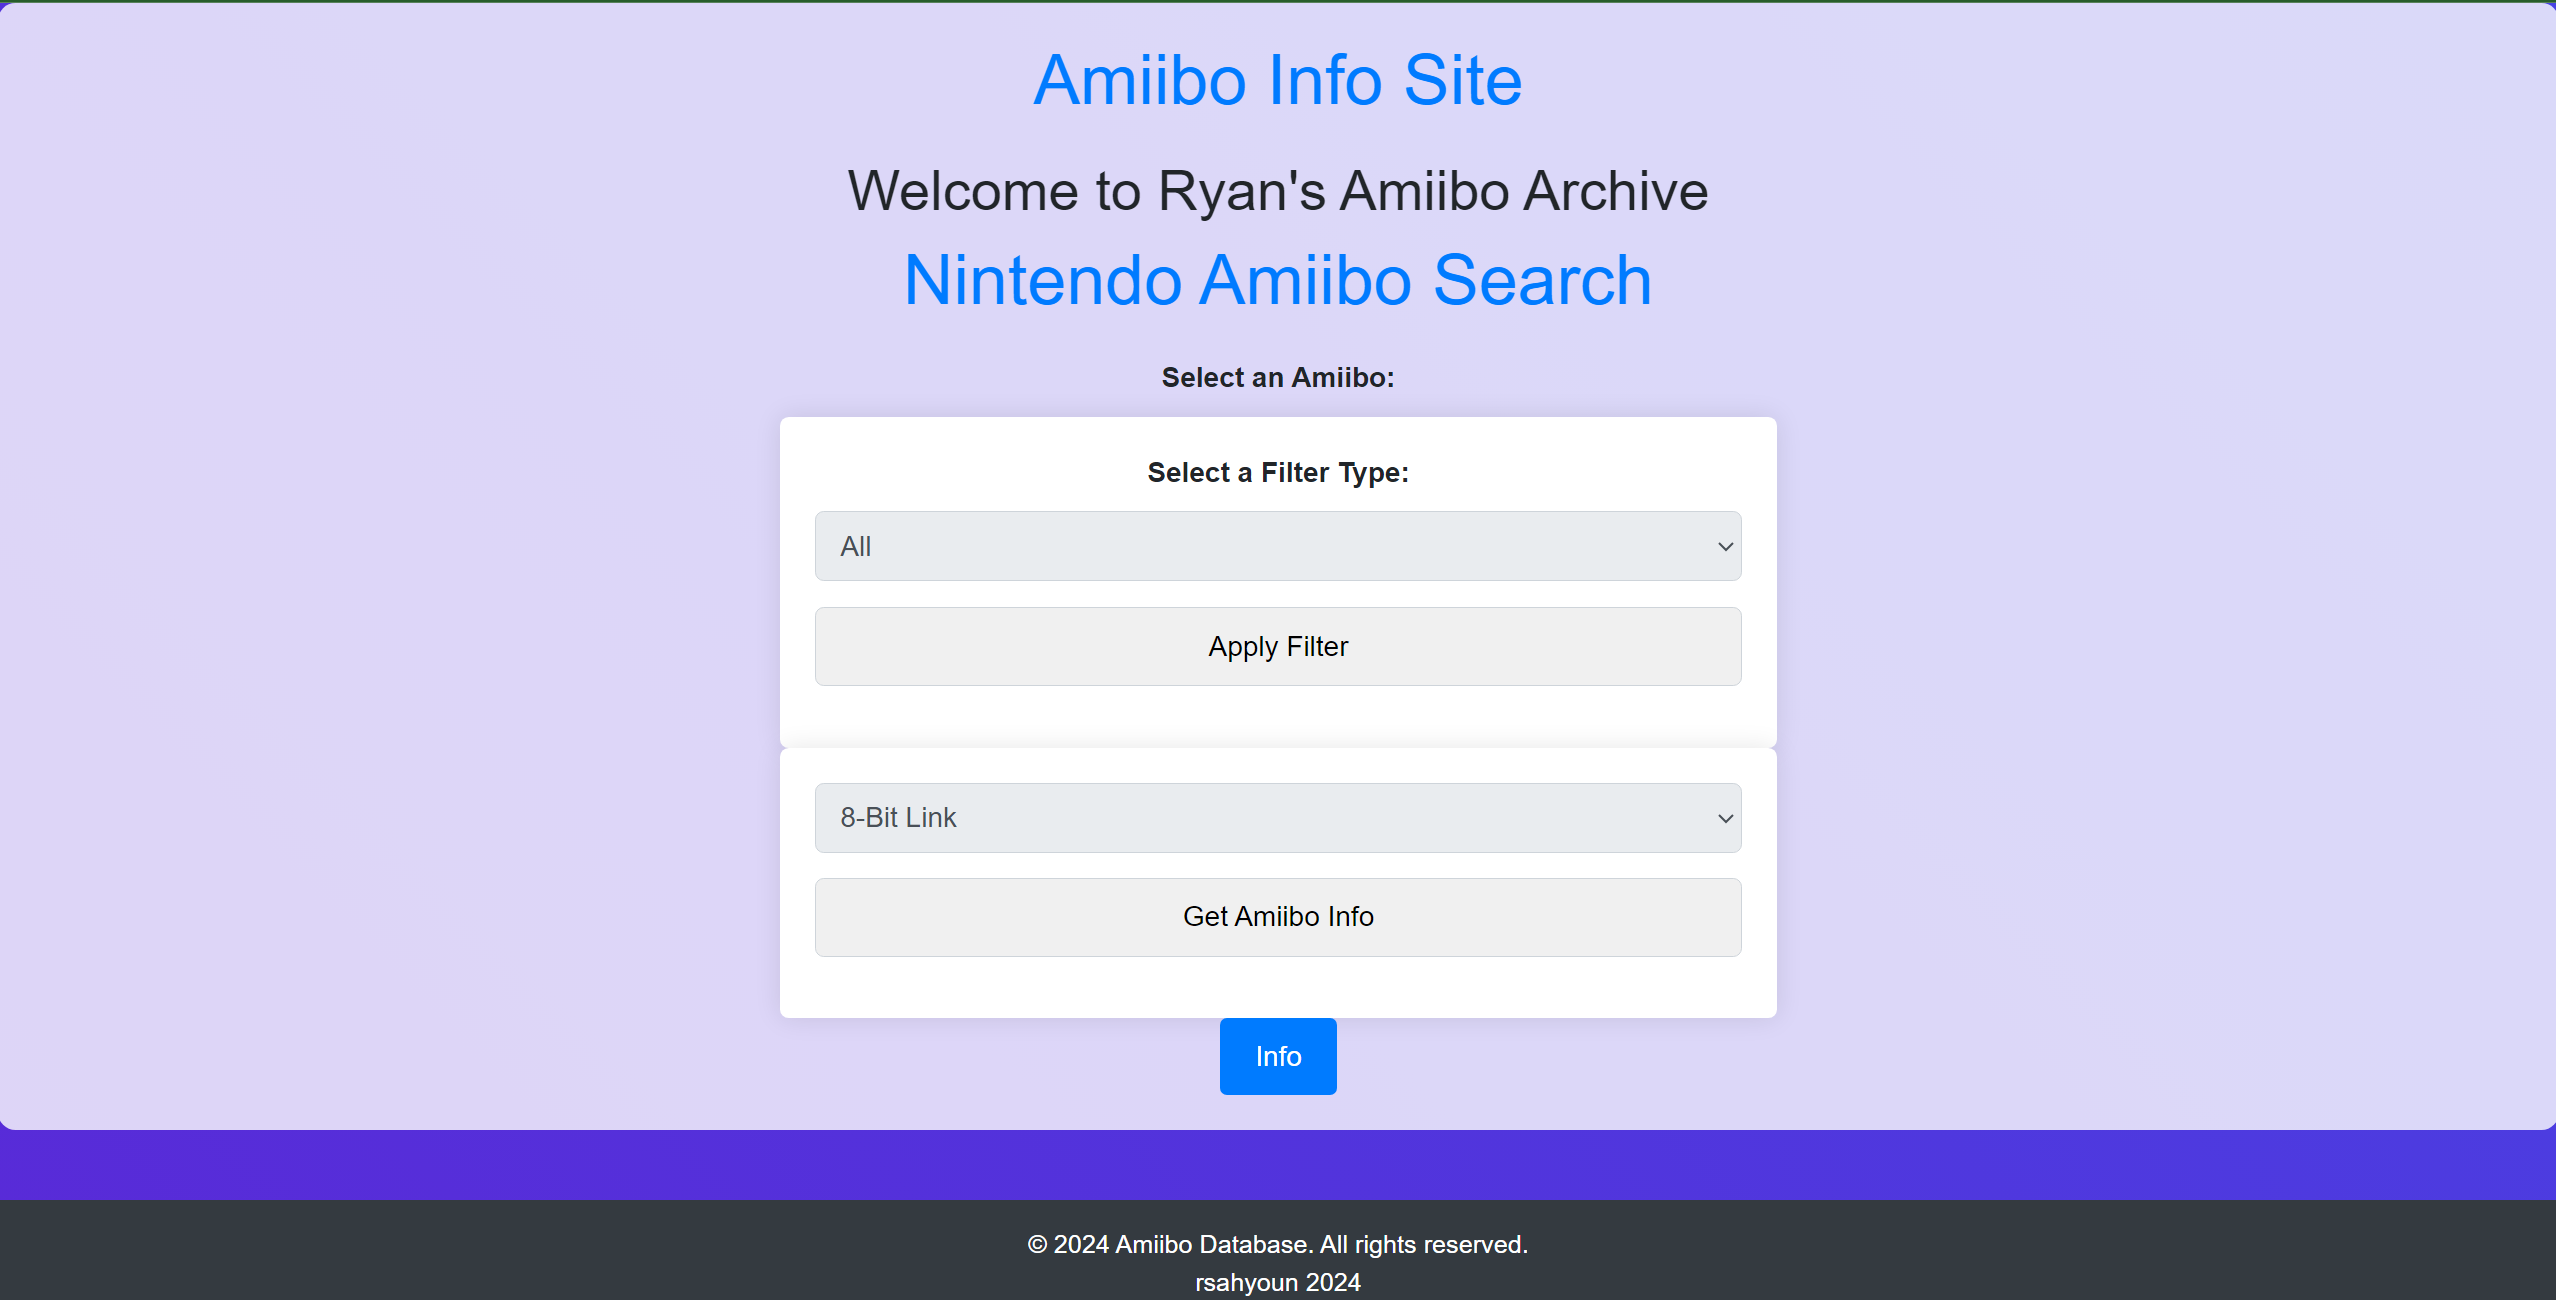 Amiibo Info Site
Welcome to Ryan's Amiibo Archive
Nintendo Amiibo Search
Select an Amiibo:
Select a Filter Type:
All
Apply Filter
8-Bit Link
Get Amiibo Info
Info
© 2024 Amiibo Database. All rights reserved.
rsahyoun 2024